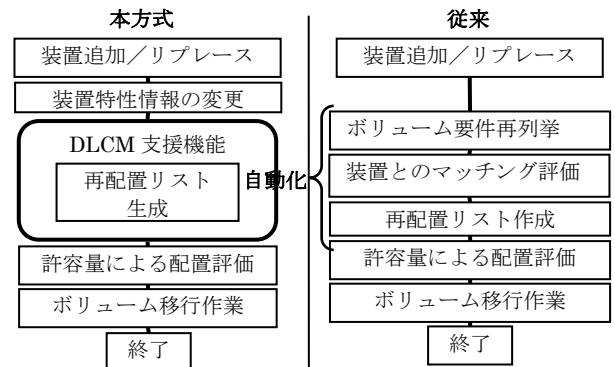 本方式
装置追加／リプレース
装置特性情報の変更
DLCM 支援機能
再配置リスト
生成
許容量による配置評価
ボリューム移行作業
終了
自動化
従来
装置追加／リプレース
ボリューム要件再列挙
装置とのマッチング評価
再配置リスト作成
許容量による配置評価
ボリューム移行作業
終了